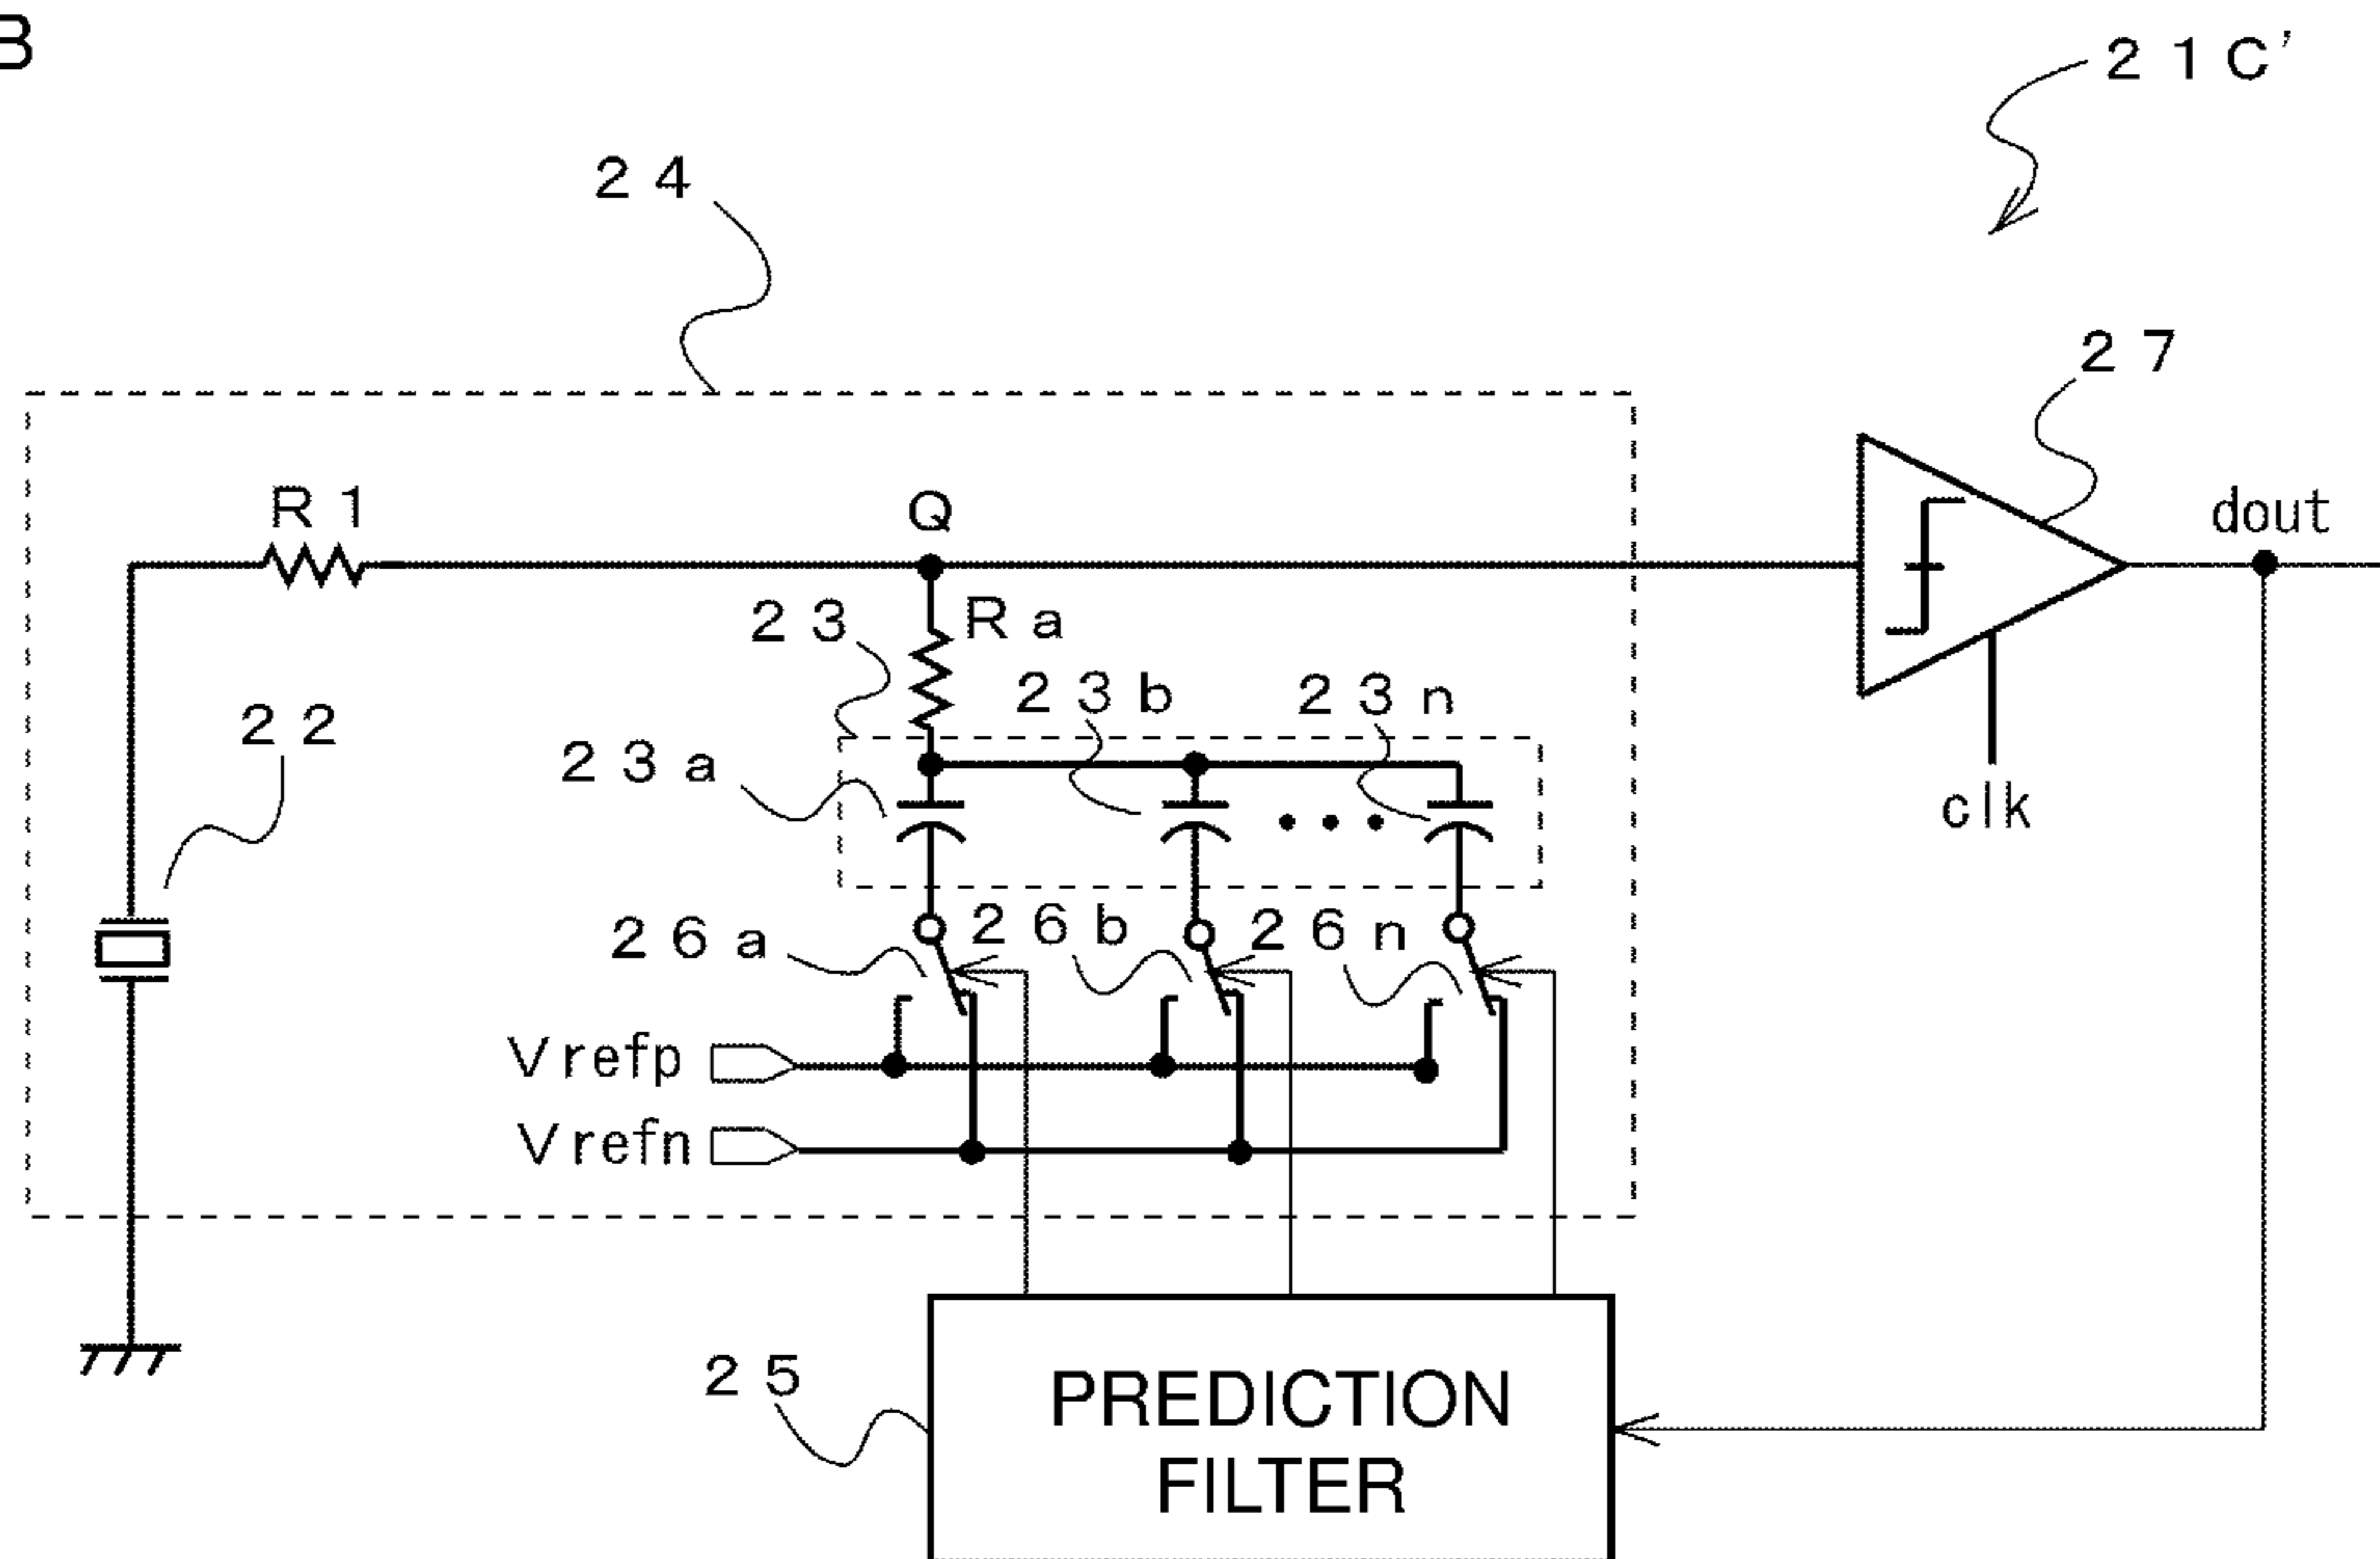 B
21C'
24
27
R1
Q
dout
23
Ra
23b
23n
22
23a
clk
26a
26b
26n
Vrefp
Vrefn
25
PREDICTION
FILTER